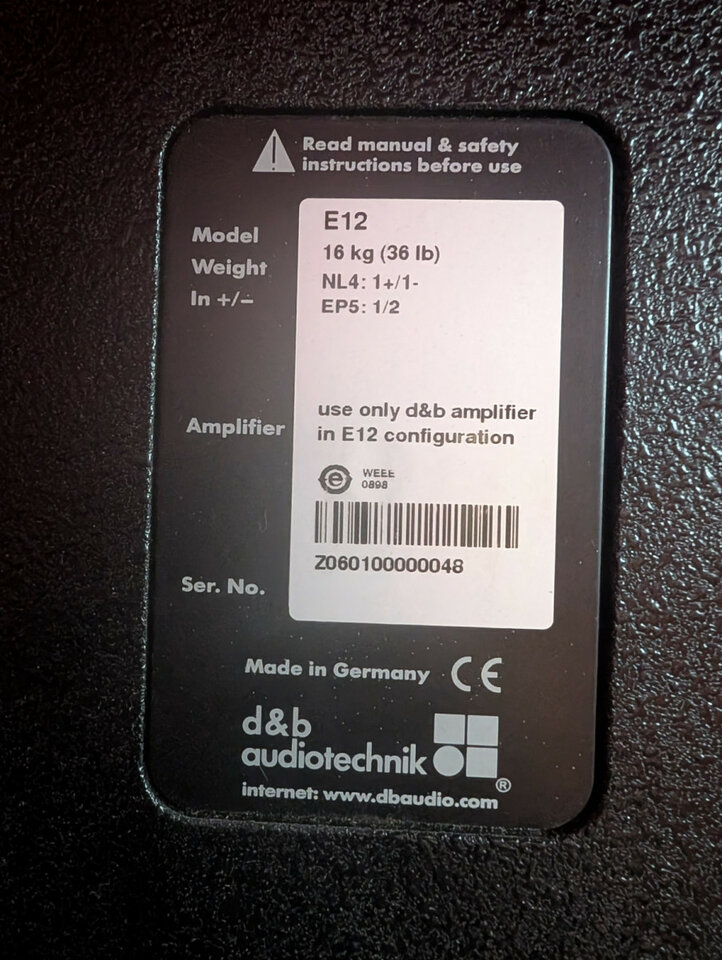 Read manual & safety
instructions before use
Model E12
Weight 16 kg (36 lb)
In +/– NL4: 1+/1-
EP5: 1/2
Amplifier use only d&b amplifier
in E12 configuration
e WEEE
0898
Z060100000048
Ser. No.
Made in Germany CE
d&b
audiotechnik ®
internet: www.dbaudio.com